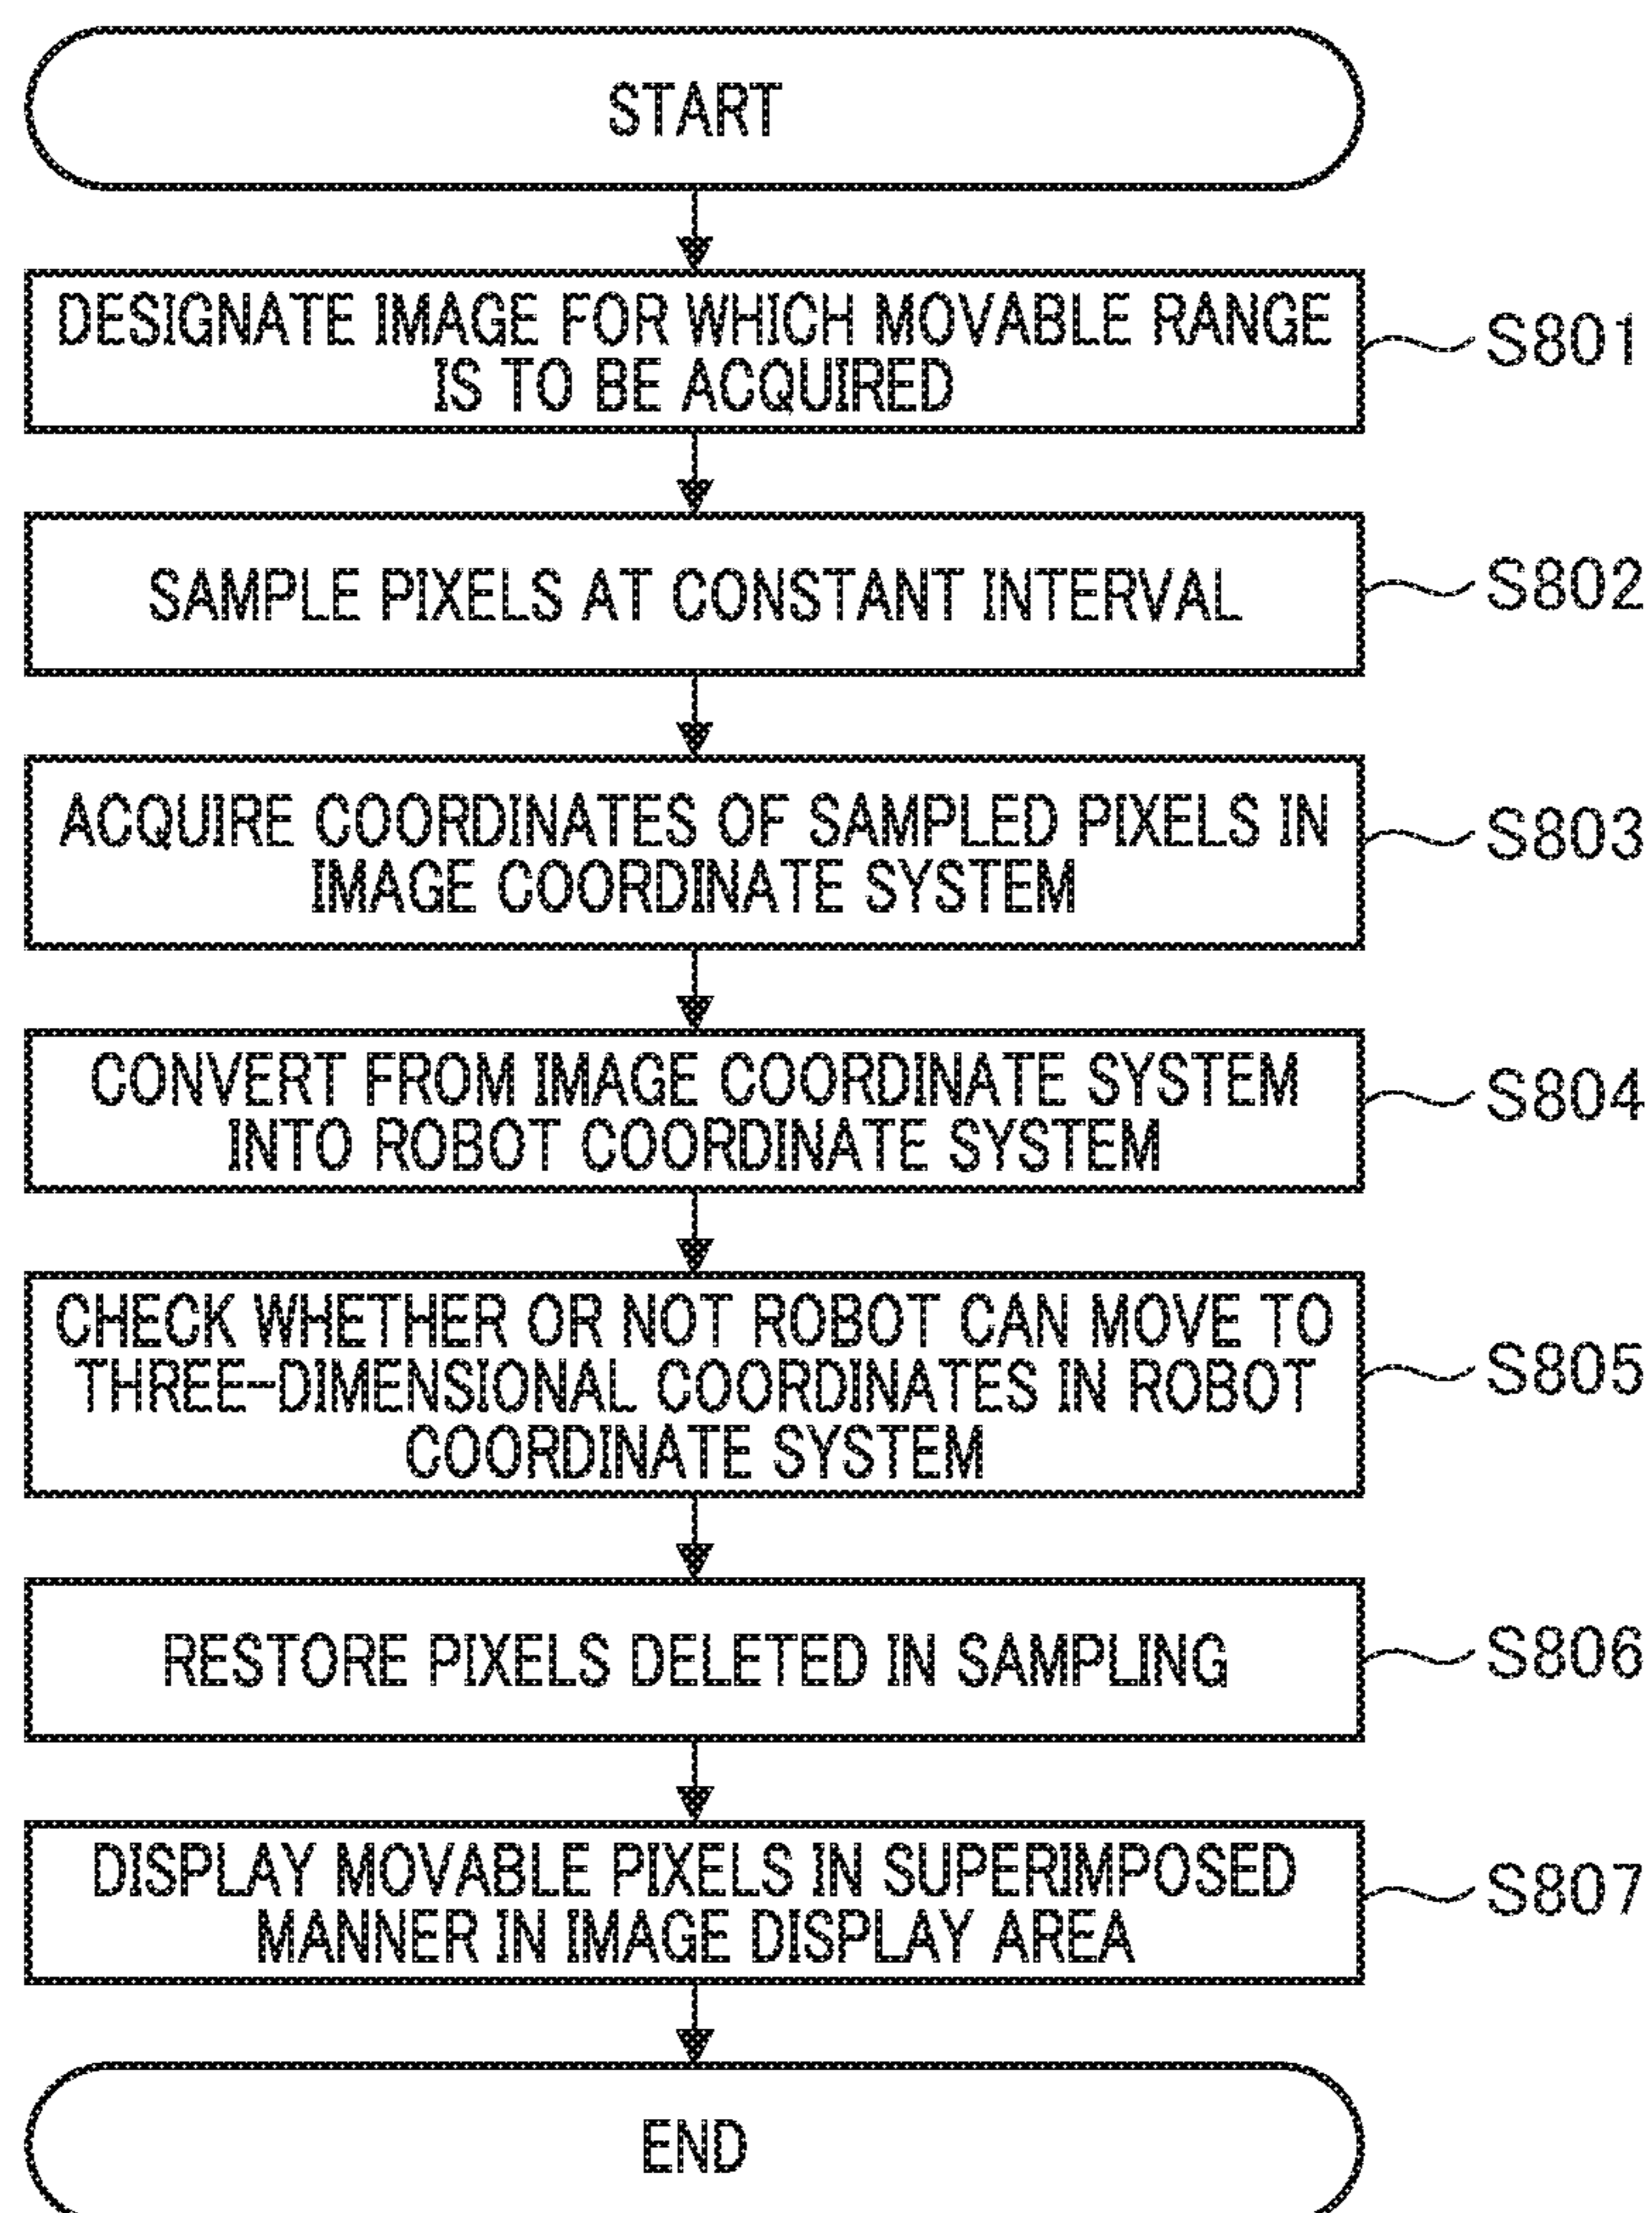 START
DESIGNATE IMAGE FOR WHICH MOVABLE RANGE
IS TO BE ACQUIRED
S801
SAMPLE PIXELS AT CONSTANT INTERVAL
S802
ACQUIRE COORDINATES OF SAMPLED PIXELS IN
IMAGE COORDINATE SYSTEM
S803
CONVERT FROM IMAGE COORDINATE SYSTEM
INTO ROBOT COORDINATE SYSTEM
S804
CHECK WHETHER OR NOT ROBOT CAN MOVE TO
THREE-DIMENSIONAL COORDINATES IN ROBOT
COORDINATE SYSTEM
S805
RESTORE PIXELS DELETED IN SAMPLING
S806
DISPLAY MOVABLE PIXELS IN SUPERIMPOSED
MANNER IN IMAGE DISPLAY AREA
S807
END